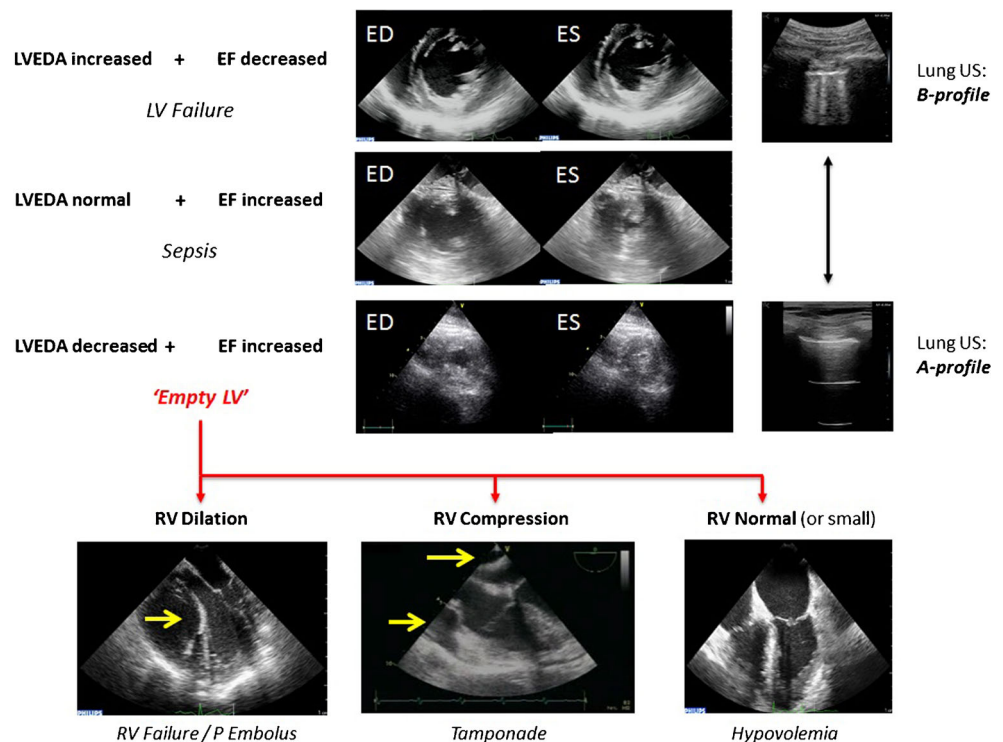 LVEDA increased + EF decreased
LV Failure
ED
ES
PHILIPS
Lung US:
B-profile
LVEDA normal + EF increased
Sepsis
ED
ES
PHILIPS
LVEDA decreased + EF increased
'Empty LV'
ED
ES
Lung US:
A-profile
RV Dilation
RV Compression
RV Normal (or small)
PHILIPS
PHILIPS
RV Failure / P Embolus
Tamponade
Hypovolemia